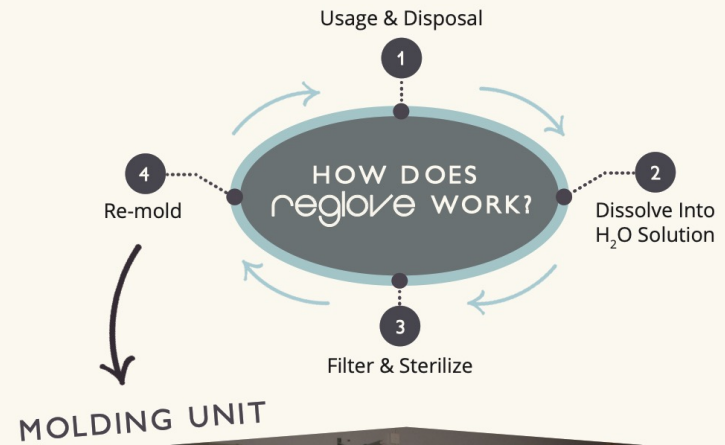 Usage & Disposal
1
HOW DOES
reglove WORK?
2
Dissolve Into
H₂O Solution
3
Filter & Sterilize
4
Re-mold
MOLDING UNIT